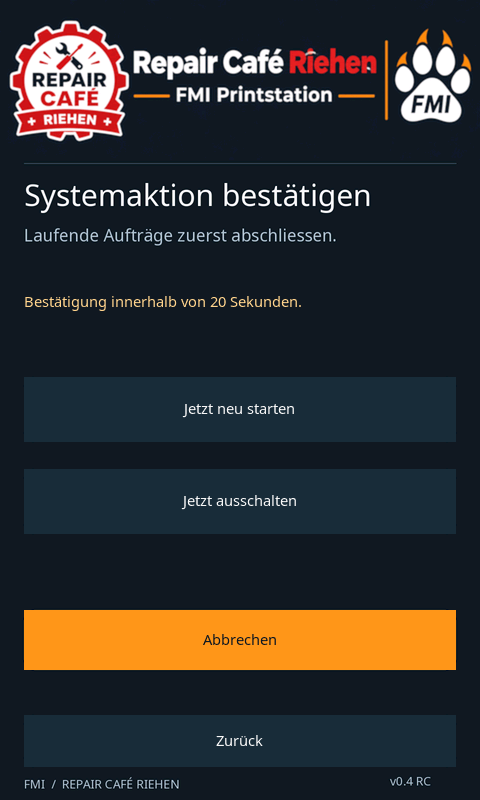 REPAIR
CAFÉ
RIEHEN
Repair Café Riehen
FMI Printstation
FMI
Systemaktion bestätigen
Laufende Aufträge zuerst abschliessen.
Bestätigung innerhalb von 20 Sekunden.
Jetzt neu starten
Jetzt ausschalten
Abbrechen
Zurück
FMI / REPAIR CAFÉ RIEHEN
v0.4 RC